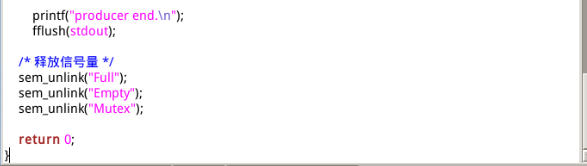 printf("producer end.\n");
fflush(stdout);
/* 释放信号量 */
sem_unlink("Full");
sem_unlink("Empty");
sem_unlink("Mutex");
return 0;
}